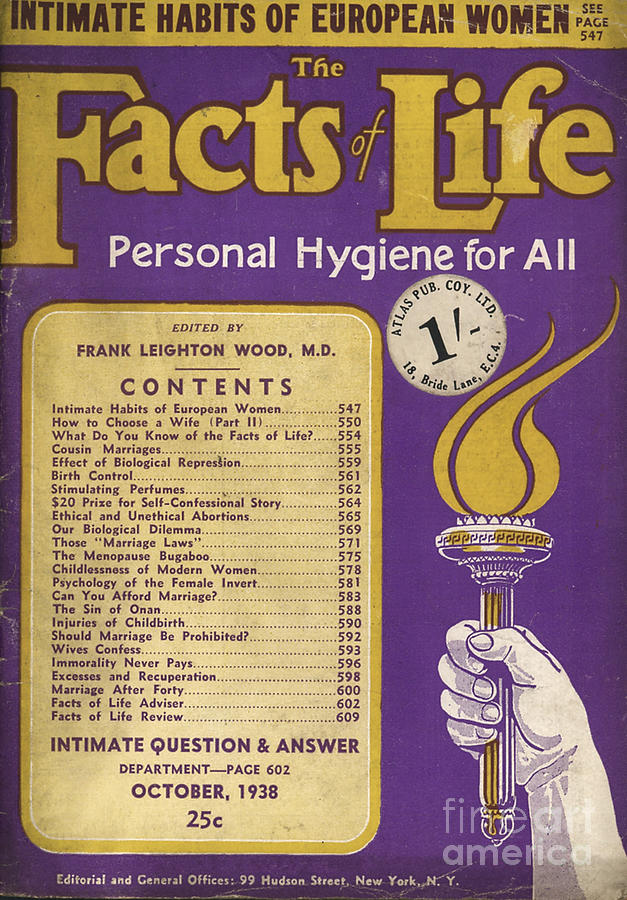 INTIMATE HABITS OF EUROPEAN WOMEN SEE PAGE 547
The
Facts of Life
Personal Hygiene for All
ATLAS PUB. COY. LTD.
1/-
18, Bride Lane, E.C.4.
EDITED BY
FRANK LEIGHTON WOOD, M.D.
CONTENTS
Intimate Habits of European Women..............547
How to Choose a Wife (Part II)..................550
What Do You Know of the Facts of Life?.....554
Cousin Marriages....................................555
Effect of Biological Repression....................559
Birth Control..........................................561
Stimulating Perfumes...............................562
$20 Prize for Self-Confessional Story............564
Ethical and Unethical Abortions..................565
Our Biological Dilemma............................569
Those "Marriage Laws"............................571
The Menopause Bugaboo.........................575
Childlessness of Modern Women................578
Psychology of the Female Invert.................581
Can You Afford Marriage?........................583
The Sin of Onan.....................................588
Injuries of Childbirth................................590
Should Marriage Be Prohibited?..................592
Wives Confess........................................593
Immorality Never Pays.............................596
Excesses and Recuperation........................598
Marriage After Forty................................600
Facts of Life Adviser................................602
Facts of Life Review.................................609
INTIMATE QUESTION & ANSWER
DEPARTMENT—PAGE 602
OCTOBER, 1938
25c
Editorial and General Offices: 99 Hudson Street, New York, N. Y.
fine art
america